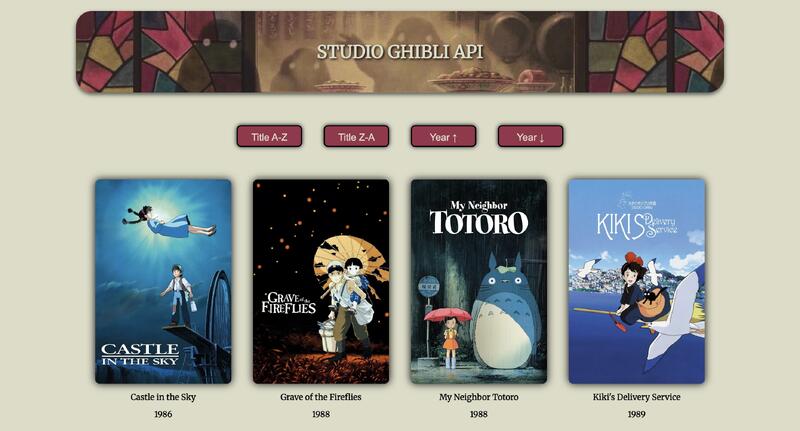 STUDIO GHIBLI API
Title A-Z
Title Z-A
Year ↑
Year ↓
CASTLE
IN THE SKY
GRAVE of the
FIREFLIES
My Neighbor
TOTORO
KIKI'S Delivery
Service
Castle in the Sky
Grave of the Fireflies
My Neighbor Totoro
Kiki's Delivery Service
1986
1988
1988
1989